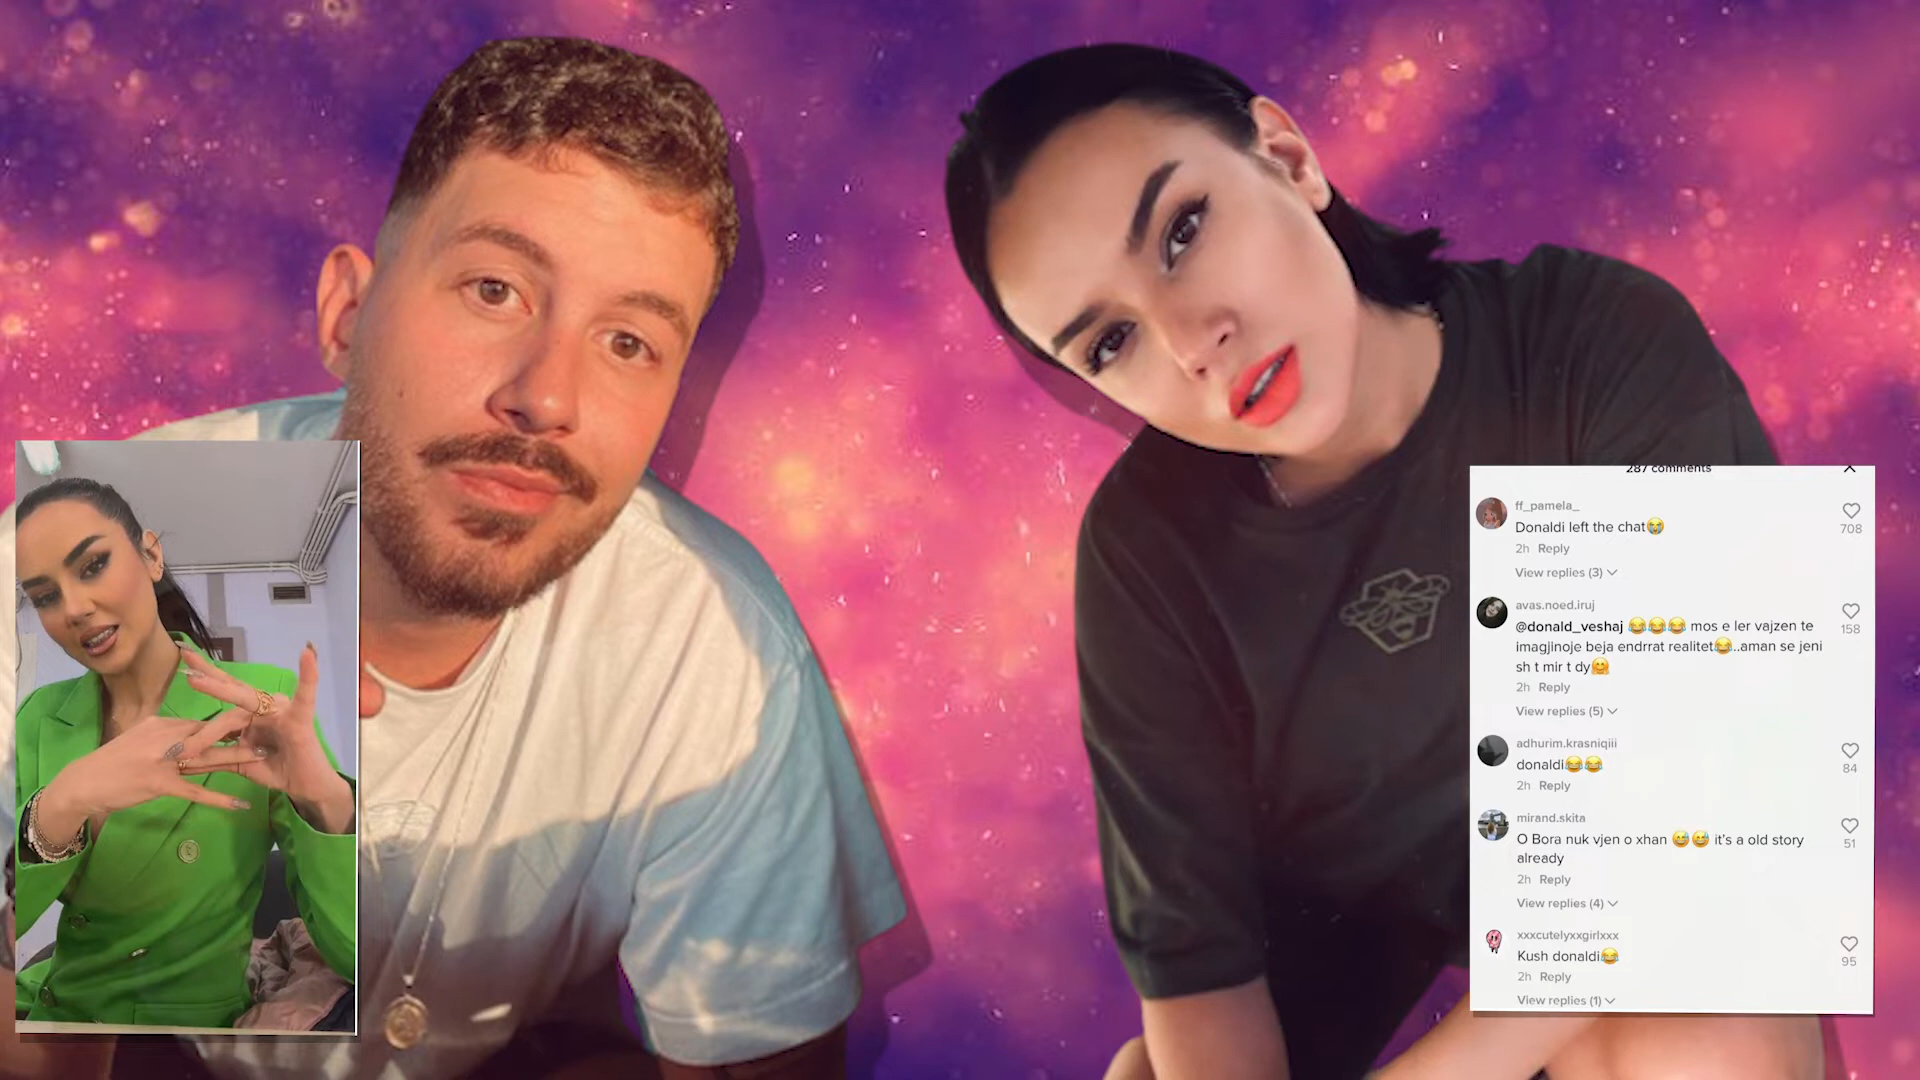 287 comments
ff_pamela_
Donaldi left the chat😭
708
2h Reply
View replies (3)
avas.noed.iruj
@donald_veshaj 😂😂😂 mos e ler vajzen te
imagjinoje beja endrrat realitet😂..aman se jeni
sh t mir t dy🤗
158
2h Reply
View replies (5)
adhurim.krasniqiii
donaldi😂😂
84
2h Reply
mirand.skita
O Bora nuk vjen o xhan 😅😅 it's a old story
already
51
2h Reply
View replies (4)
xxxcutelyxxgirlxxx
Kush donaldi😂
95
2h Reply
View replies (1)